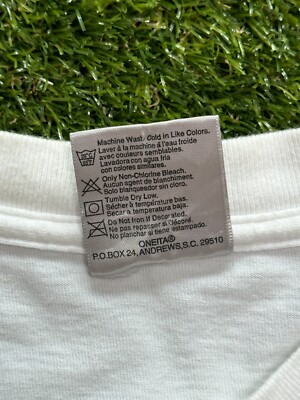 Machine Wash Cold in Like Colors.
Laver à la machine à l'eau froide
avec couleurs semblables.
Lavadora con agua fria
con colores similares.
Only Non-Chlorine Bleach.
Aucun agent de blanchiment.
Solo blanqueador sin cloro.
Tumble Dry Low.
Sécher à température bas.
Secar a temperatura baja.
Do Not Iron if Decorated.
Ne pas repasser si décoré.
No planchar si estampado.
ONEITA®
P.O.BOX 24, ANDREWS, S.C. 29510